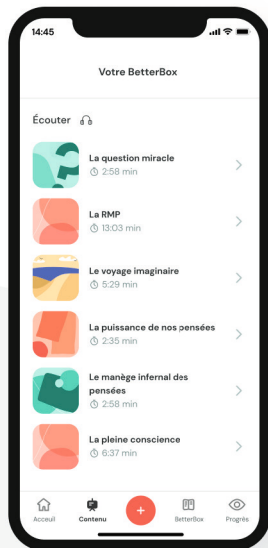 14:45
Votre BetterBox
Écouter
La question miracle
2:58 min
La RMP
13:03 min
Le voyage imaginaire
5:29 min
La puissance de nos pensées
2:35 min
Le manège infernal des
pensées
2:58 min
La pleine conscience
6:37 min
Acceuil
Contenu
+
BetterBox
Progrès